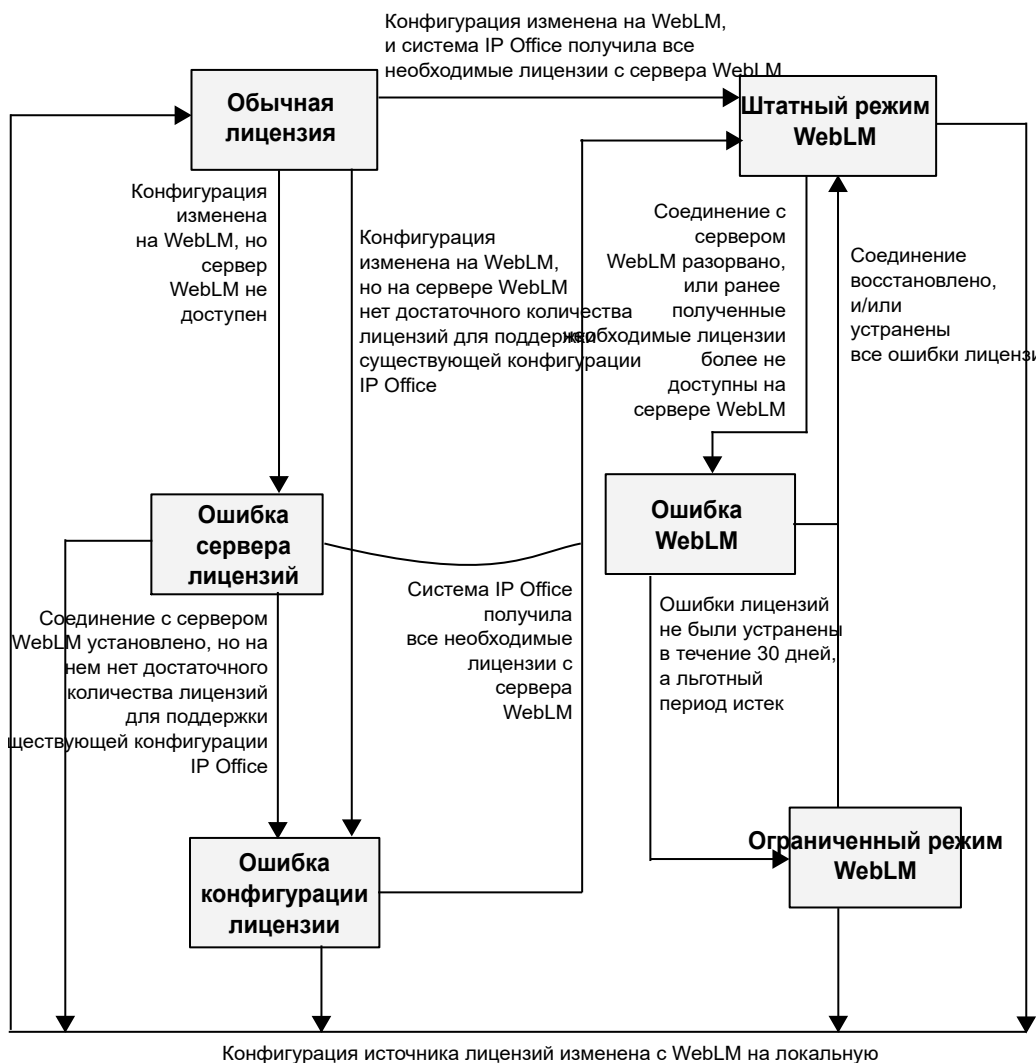 Конфигурация изменена на WebLM,
и система IP Office получила все
необходимые лицензии с сервера WebLM
Обычная
лицензия
Штатный режим
WebLM
Конфигурация
изменена
на WebLM, но
сервер
WebLM не
доступен
Конфигурация
изменена на WebLM,
но на сервере WebLM
нет достаточного количества
лицензий для поддержки
существующей конфигурации
IP Office
Соединение с
сервером
WebLM разорвано,
или ранее
полученные
необходимые лицензии
более не
доступны на
сервере WebLM
Соединение
восстановлено,
и/или
устранены
все ошибки лицензи
Ошибка
сервера
лицензий
Ошибка
WebLM
Соединение с сервером
WebLM установлено, но на
нем нет достаточного
количества лицензий
для поддержки
ществующей конфигурации
IP Office
Система IP Office
получила
все необходимые
лицензии с
сервера
WebLM
Ошибки лицензий
не были устранены
в течение 30 дней,
а льготный
период истек
Ошибка
конфигурации
лицензии
Ограниченный режим
WebLM
Конфигурация источника лицензий изменена с WebLM на локальную